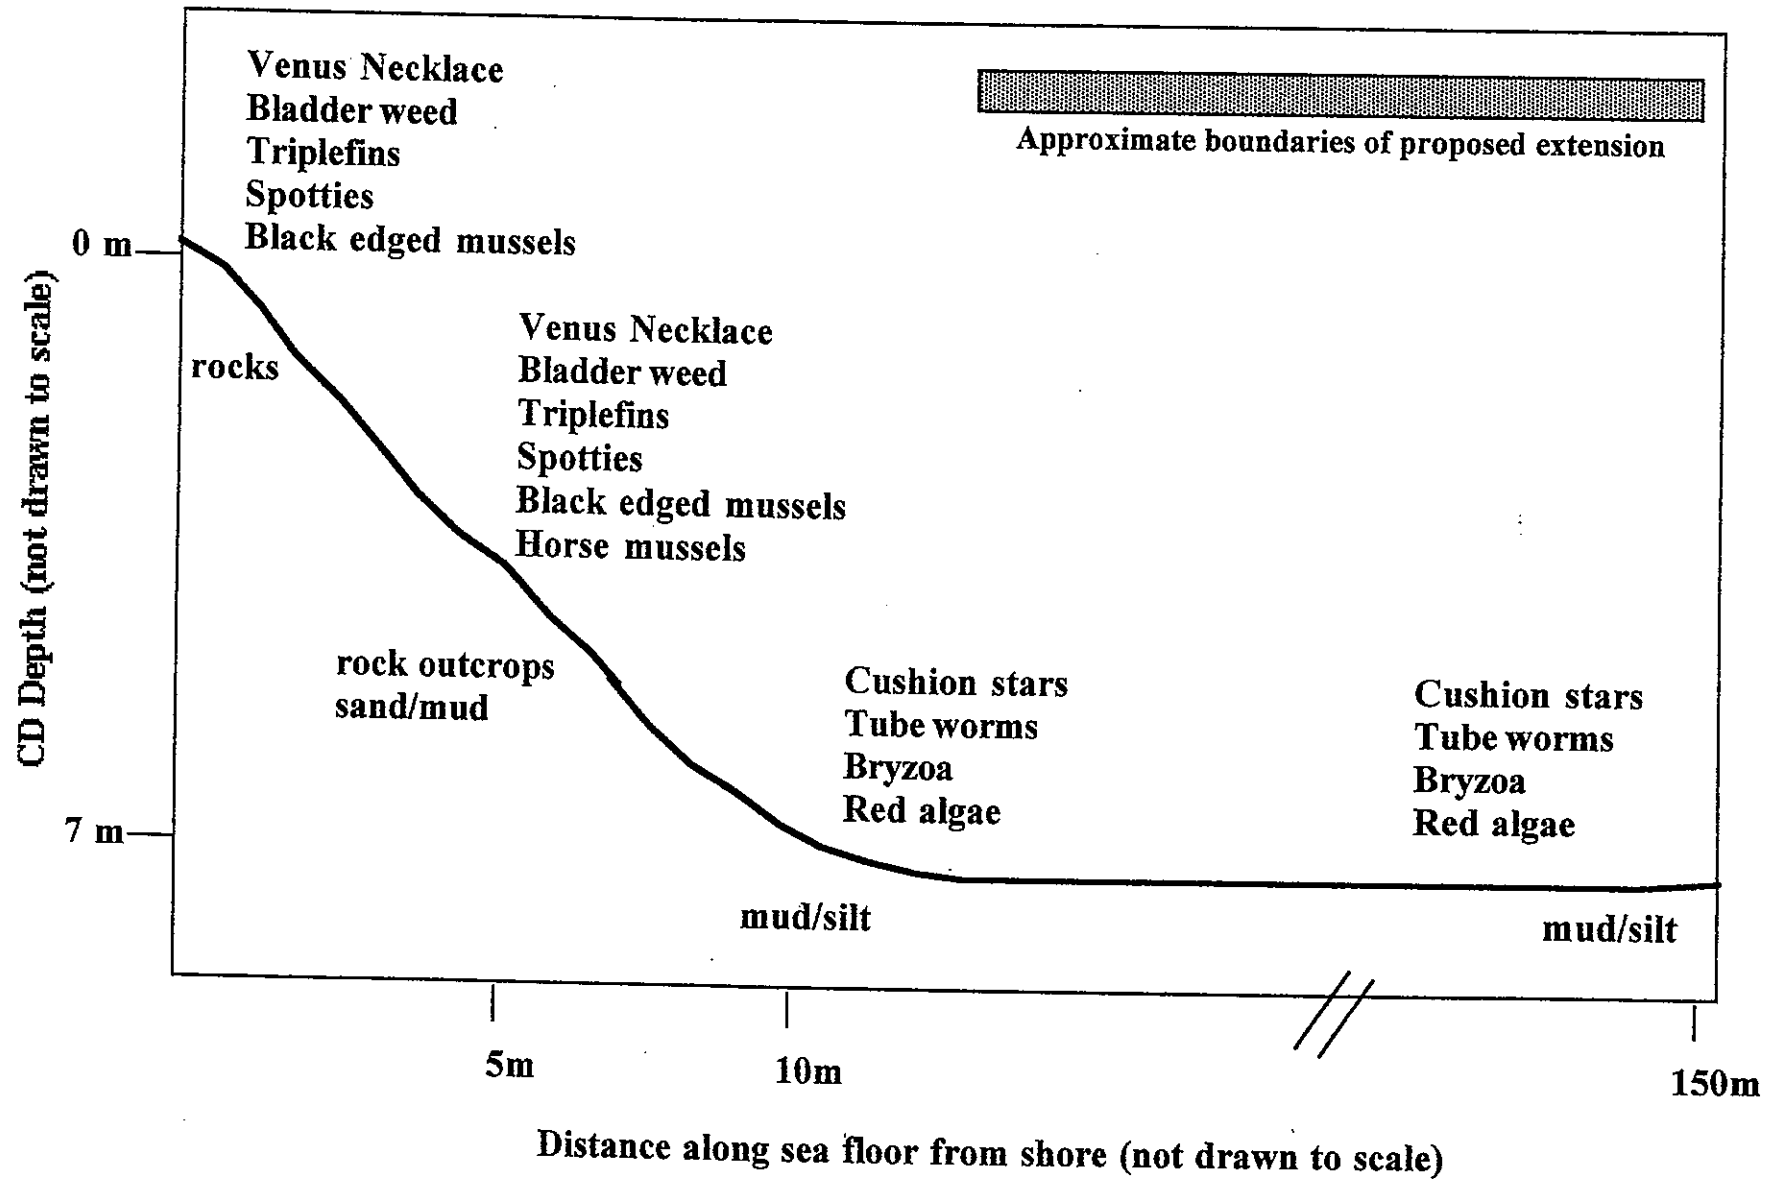 Venus Necklace
Bladder weed
Triplefins
Spotties
Black edged mussels
Approximate boundaries of proposed extension
0 m
CD Depth (not drawn to scale)
rocks
Venus Necklace
Bladder weed
Triplefins
Spotties
Black edged mussels
Horse mussels
rock outcrops
sand/mud
Cushion stars
Tube worms
Bryzoa
Red algae
Cushion stars
Tube worms
Bryzoa
Red algae
7 m
mud/silt
mud/silt
5m
10m
150m
Distance along sea floor from shore (not drawn to scale)